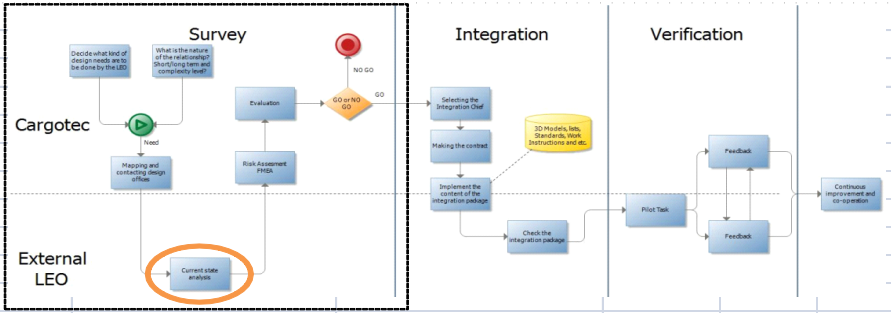 Survey
Integration
Verification
Decide what kind of
design needs are to
be done by the LEO
What is the nature
of the relationship?
Short/long term and
complexity level?
NO GO
Evaluation
GO or NO
GO
GO
Selecting the
Integration Chief
3D Models, lists,
Standards, Work
Instructions and etc.
Cargotec
Need
Making the contract
Feedback
Mapping and
contacting design
offices
Risk Assesment
FMEA
Implement the
content of the
integration package
Continuous
improvement and
co-operation
Pilot Task
Check the
integration package
Feedback
External
LEO
Current state
analysis